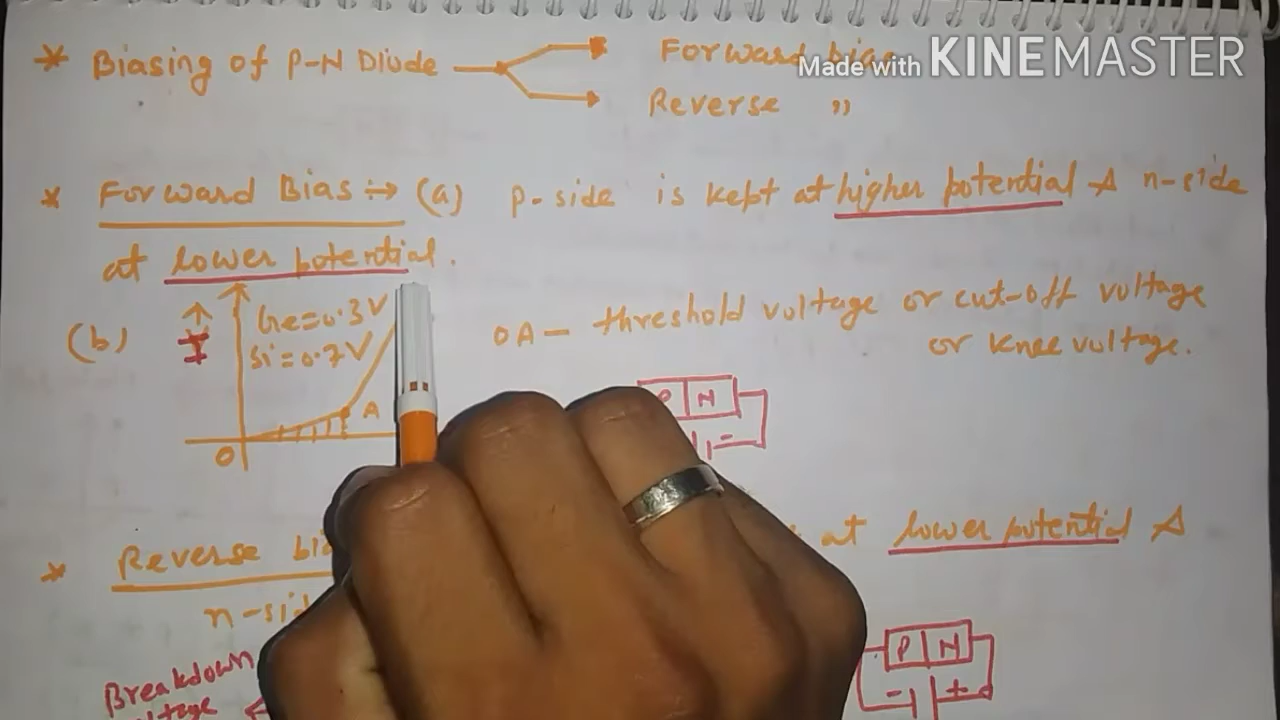 * Biasing of P-N Diode
Forward bias
Made with KINEMASTER
Reverse "
* Forward Bias :→ (a) p-side is kept at higher potential & n-side
at lower potential.
(b) I
Ge=0.3V
Si=0.7V
A
O
OA— threshold voltage or cut-off voltage
or knee voltage.
P N
-
* Reverse
at lower potential &
n-
P N
- +
Breakdown